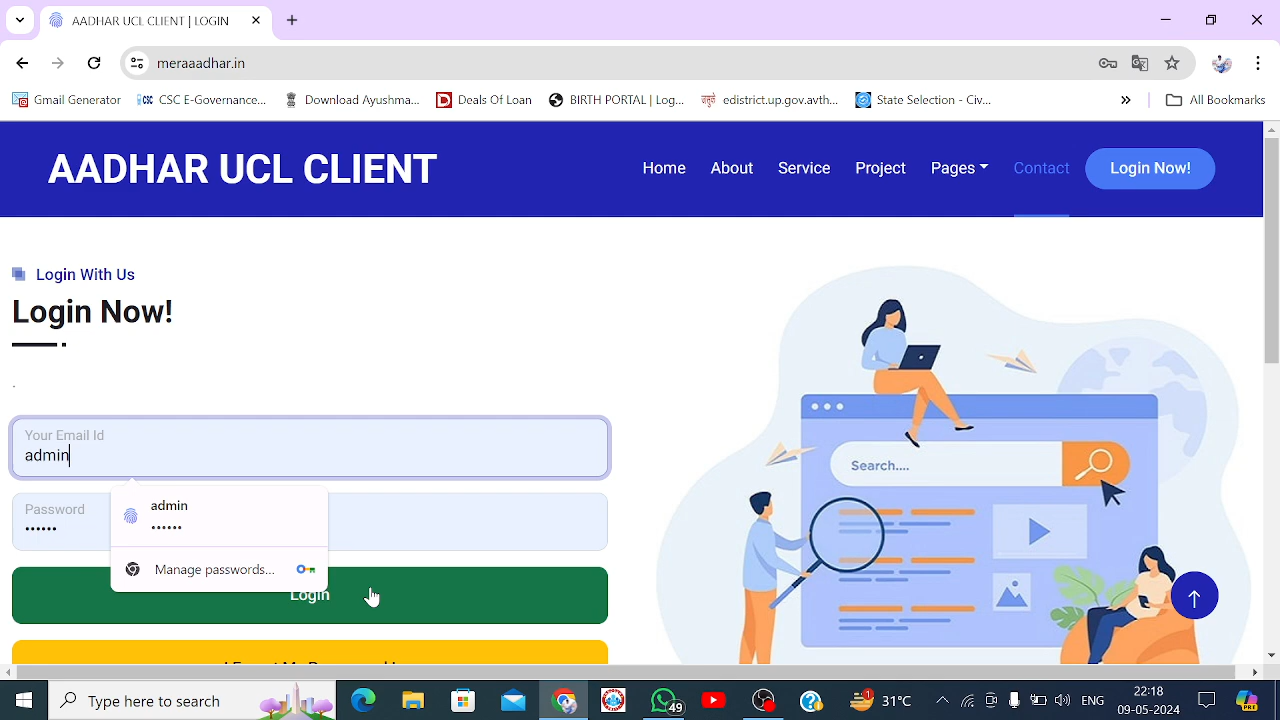 AADHAR UCL CLIENT | LOGIN
meraaadhar.in
Gmail Generator
CSC E-Governance...
Download Ayushma...
Deals Of Loan
BIRTH PORTAL | Log...
edistrict.up.gov.avth...
State Selection - Civ...
All Bookmarks
AADHAR UCL CLIENT
Home
About
Service
Project
Pages
Contact
Login Now!
Login With Us
Login Now!
.
Your Email Id
admin
Password
••••••
admin
••••••
Manage passwords...
Login
Search....
Type here to search
49
1
31°C
ENG
22:18
09-05-2024